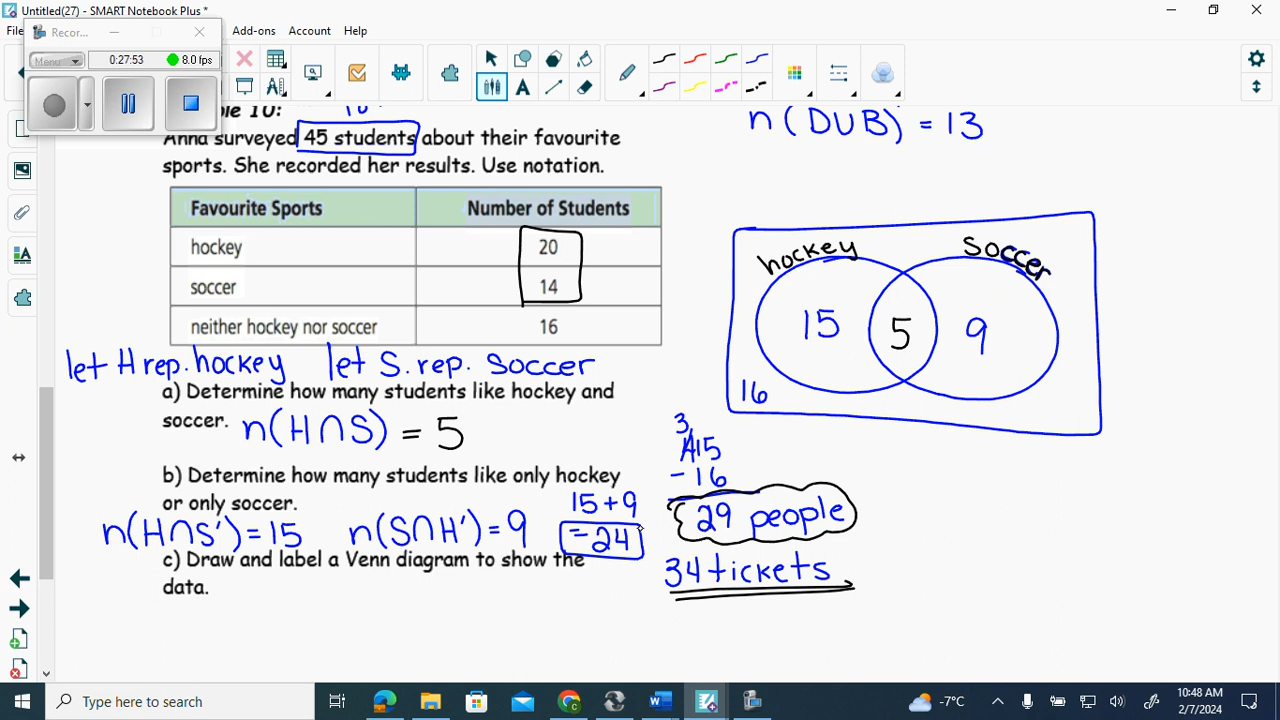 Untitled(27) - SMART Notebook Plus *
Recor...
Add-ons Account Help
Menu 0:27:53 8.0 fps
n(DUB) = 13
Anna surveyed 45 students about their favourite
sports. She recorded her results. Use notation.
Favourite Sports Number of Students
hockey 20
soccer 14
neither hockey nor soccer 16
let H rep. hockey let S. rep. soccer
a) Determine how many students like hockey and
soccer. n(H∩S) = 5
b) Determine how many students like only hockey
or only soccer. 15+9
n(H∩S')=15 n(S∩H')=9 =24
c) Draw and label a Venn diagram to show the
data.
hockey soccer
15 5 9
16
3
415
-16
29 people
34 tickets
Type here to search
-7°C
10:48 AM
2/7/2024